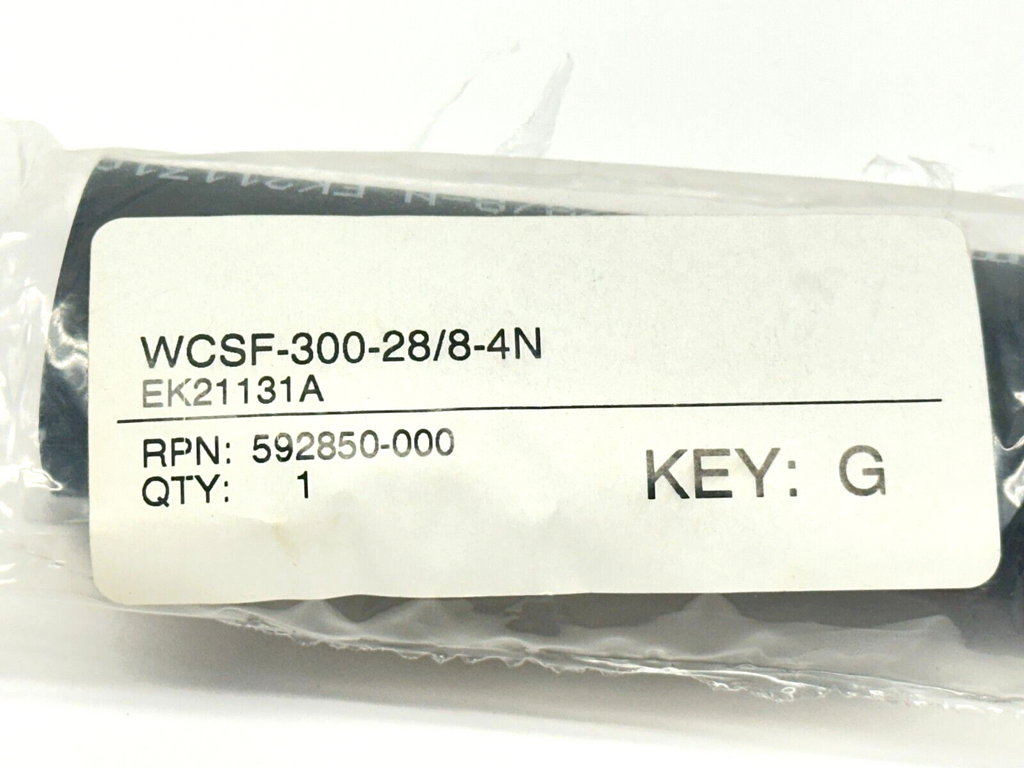 WCSF-300-28/8-4N
EK21131A
RPN: 592850-000
QTY: 1
KEY: G